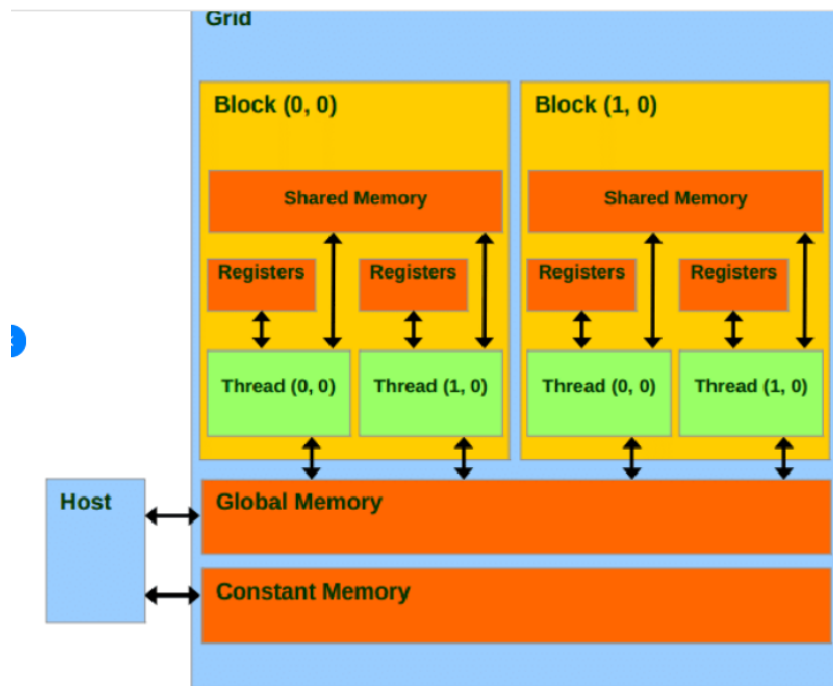 Grid
Block (0, 0)
Block (1, 0)
Shared Memory
Shared Memory
Registers
Registers
Registers
Registers
Thread (0, 0)
Thread (1, 0)
Thread (0, 0)
Thread (1, 0)
Host
Global Memory
Constant Memory